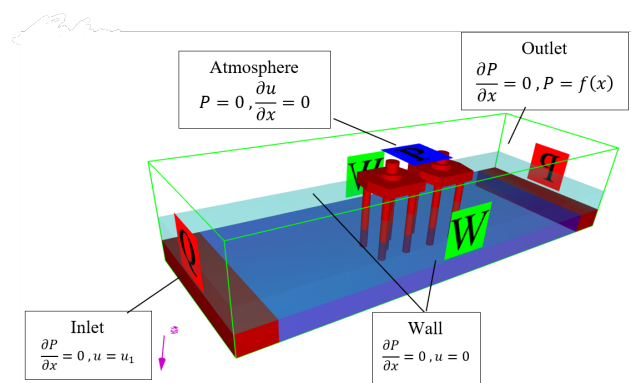 Outlet
∂P/∂x = 0 , P = f(x)
Atmosphere
P = 0 , ∂u/∂x = 0
W
P
Q
W
Inlet
∂P/∂x = 0 , u = u₁
Wall
∂P/∂x = 0 , u = 0